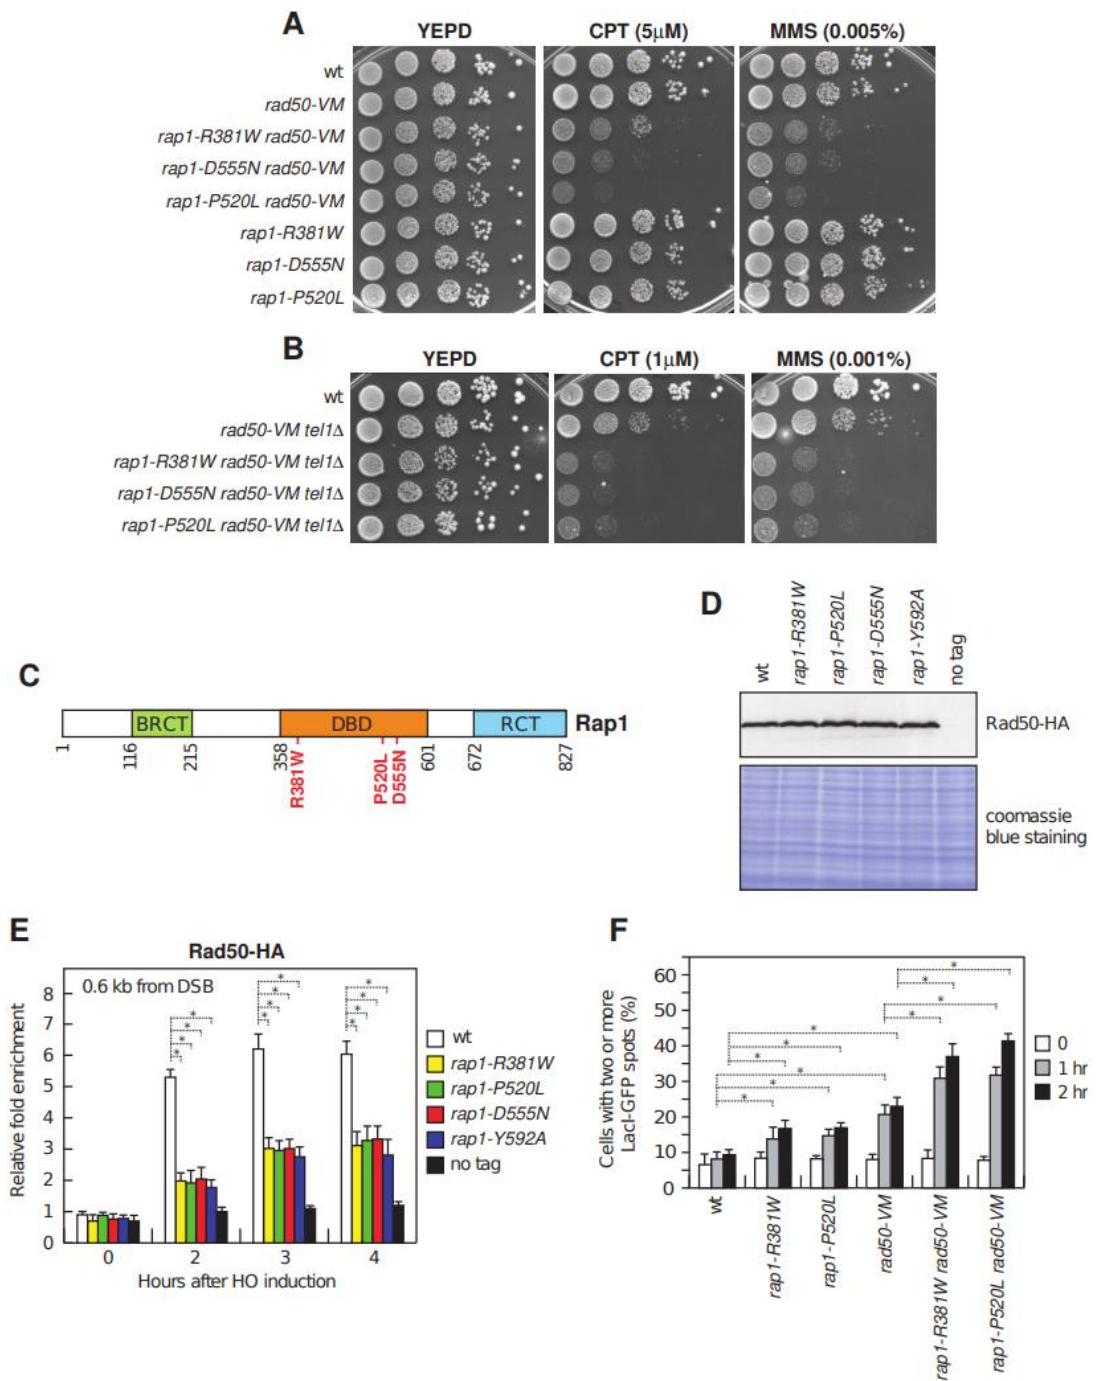 A
YEPD CPT (5μM) MMS (0.005%)
wt
rad50-VM
rap1-R381W rad50-VM
rap1-D555N rad50-VM
rap1-P520L rad50-VM
rap1-R381W
rap1-D555N
rap1-P520L
B
YEPD CPT (1μM) MMS (0.001%)
wt
rad50-VM tel1Δ
rap1-R381W rad50-VM tel1Δ
rap1-D555N rad50-VM tel1Δ
rap1-P520L rad50-VM tel1Δ
C
BRCT DBD RCT Rap1
1 116 215 358 601 672 827
R381W P520L D555N
D
wt rap1-R381W rap1-P520L rap1-D555N rap1-Y592A no tag
Rad50-HA
coomassie
blue staining
E
Rad50-HA
0.6 kb from DSB
Relative fold enrichment
8
7
6
5
4
3
2
1
0
0 2 3 4
Hours after HO induction
* * * * * * * * * * * *
wt
rap1-R381W
rap1-P520L
rap1-D555N
rap1-Y592A
no tag
F
Cells with two or more
LacI-GFP spots (%)
60
50
40
30
20
10
0
* * * * * * * * * *
0
1 hr
2 hr
wt
rap1-R381W
rap1-P520L
rad50-VM
rap1-R381W rad50-VM
rap1-P520L rad50-VM